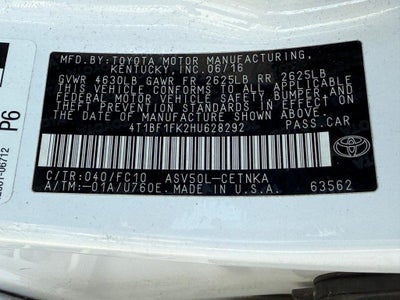 MFD.BY:TOYOTA MOTOR MANUFACTURING,
KENTUCKY,INC.06/16
GVWR 4630LB GAWR FR 2625LB RR 2625LB
THIS VEHICLE CONFORMS TO ALL APPLICABLE
FEDERAL MOTOR VEHICLE SAFETY, BUMPER,
AND THEFT PREVENTION STANDARDS IN EFFECT
ON THE DATE OF MANUFACTURE SHOWN ABOVE.
4T1BF1FK2HU628292 PASS.CAR
C/TR:040/FC10 ASV50L-CETNKA
A/TM:-01A/U760E. MADE IN U.S.A. 63562
TOYOTA
P6